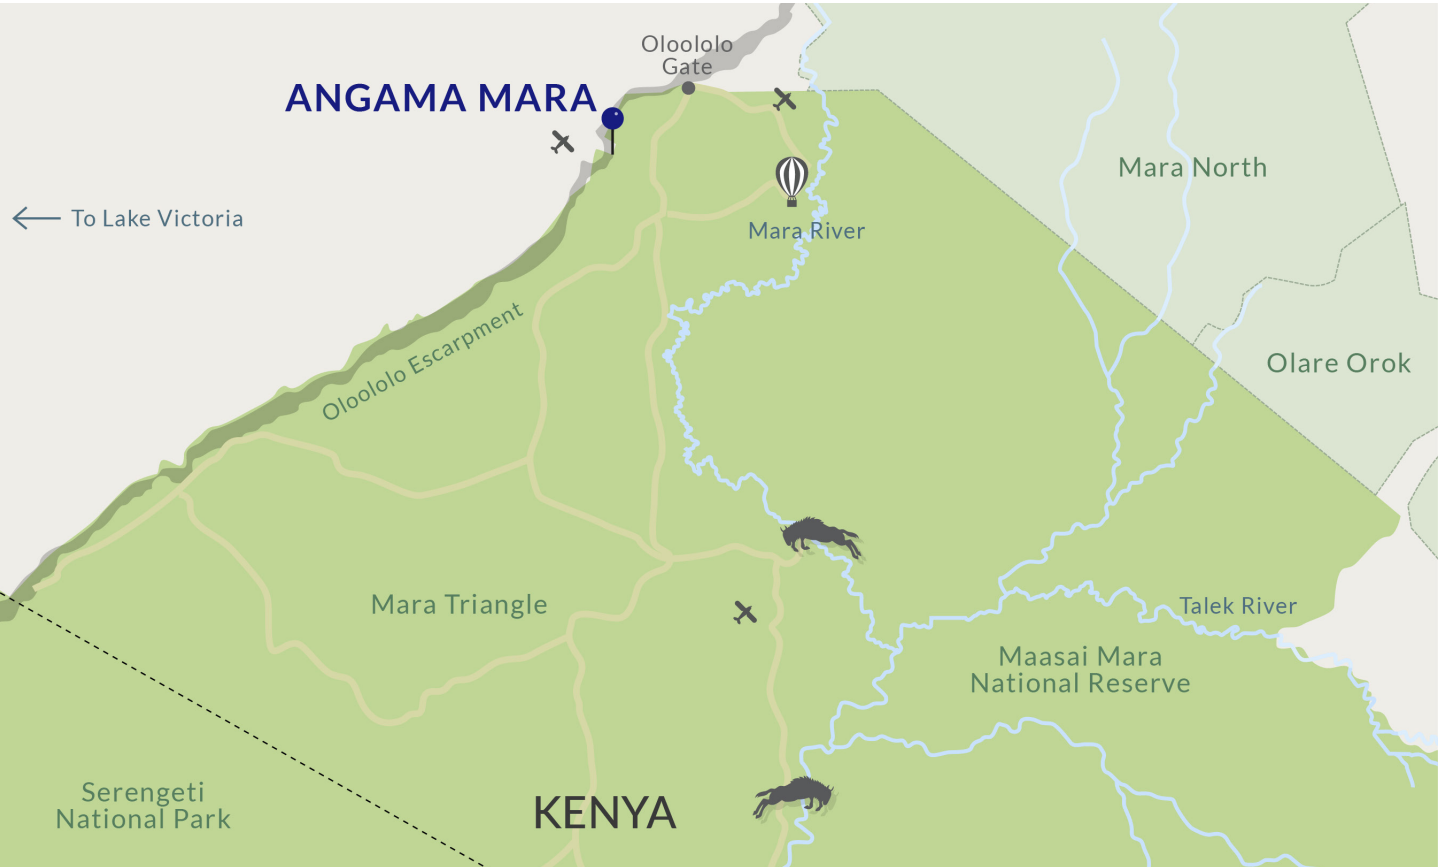 Oloololo
Gate
ANGAMA MARA
Mara North
To Lake Victoria
Mara River
Oloololo Escarpment
Olare Orok
Mara Triangle
Talek River
Maasai Mara
National Reserve
Serengeti
National Park
KENYA